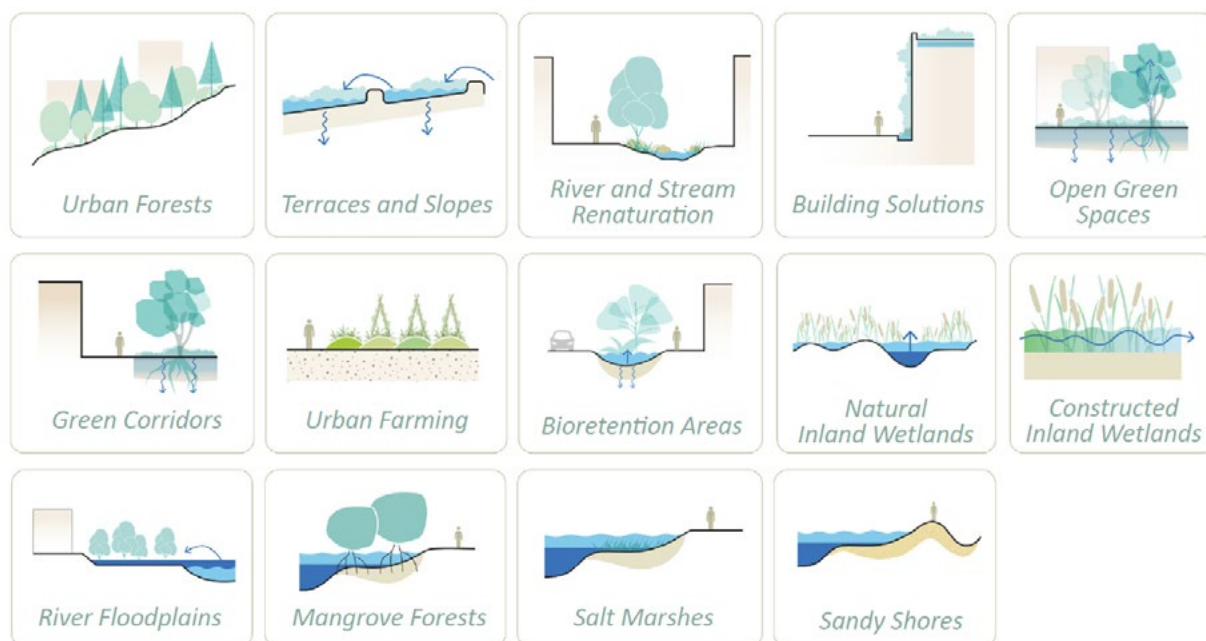 Urban Forests
Terraces and Slopes
River and Stream
Renaturation
Building Solutions
Open Green
Spaces
Green Corridors
Urban Farming
Bioretention Areas
Natural
Inland Wetlands
Constructed
Inland Wetlands
River Floodplains
Mangrove Forests
Salt Marshes
Sandy Shores